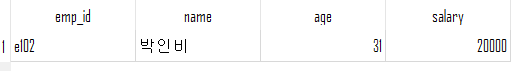 emp_id name age salary
1 e102 박인비 31 20000